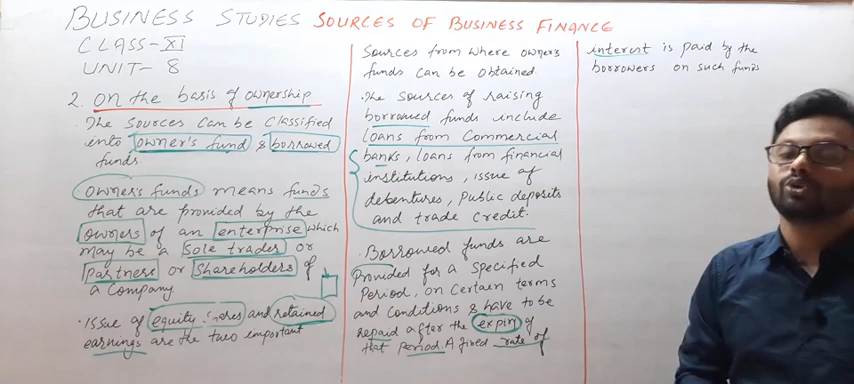 BUSINESS STUDIES SOURCES OF BUSINESS FINANCE
CLASS-XI
UNIT-8
2. on the basis of ownership
. The sources can be classified
into owner's fund & borrowed
funds
Owner's funds means funds
that are provided by the
owners of an enterprise which
may be a sole trader or
partners or shareholders of
a company
. Issue of equity shares and retained
earnings are the two important
sources from where owner's
funds can be obtained
. The sources of raising
borrowed funds include
loans from commercial
banks, loans from financial
institutions, issue of
debentures, public deposits
and trade credit.
. Borrowed funds are
provided for a specified
period, on certain terms
and conditions & have to be
repaid after the expiry of
that period. A fixed rate of
interest is paid by the
borrowers on such funds